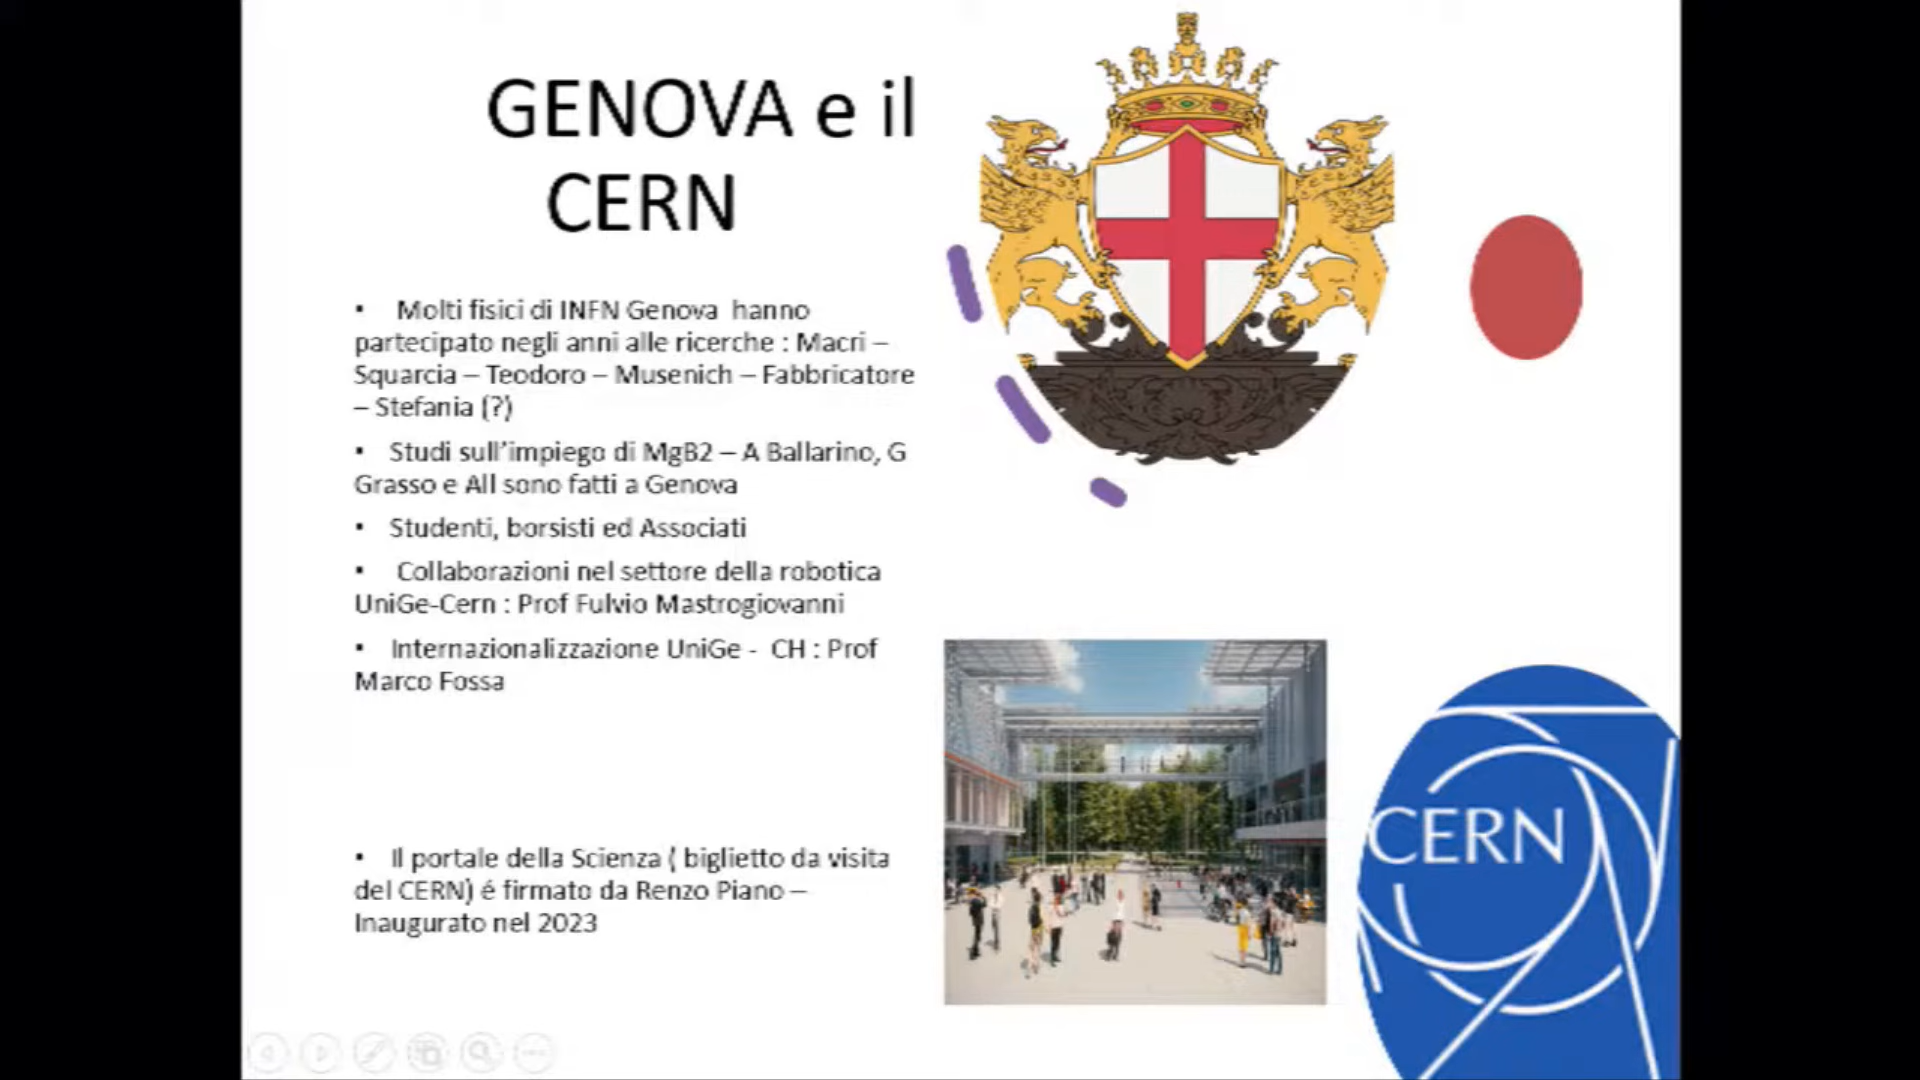 GENOVA e il
CERN
• Molti fisici di INFN Genova hanno
partecipato negli anni alle ricerche : Macri –
Squarcia – Teodoro – Musenich – Fabbricatore
– Stefania (?)
• Studi sull'impiego di MgB2 – A Ballarino, G
Grasso e All sono fatti a Genova
• Studenti, borsisti ed Associati
• Collaborazioni nel settore della robotica
UniGe-Cern : Prof Fulvio Mastrogiovanni
• Internazionalizzazione UniGe - CH : Prof
Marco Fossa
• Il portale della Scienza ( biglietto da visita
del CERN) é firmato da Renzo Piano –
Inaugurato nel 2023
CERN